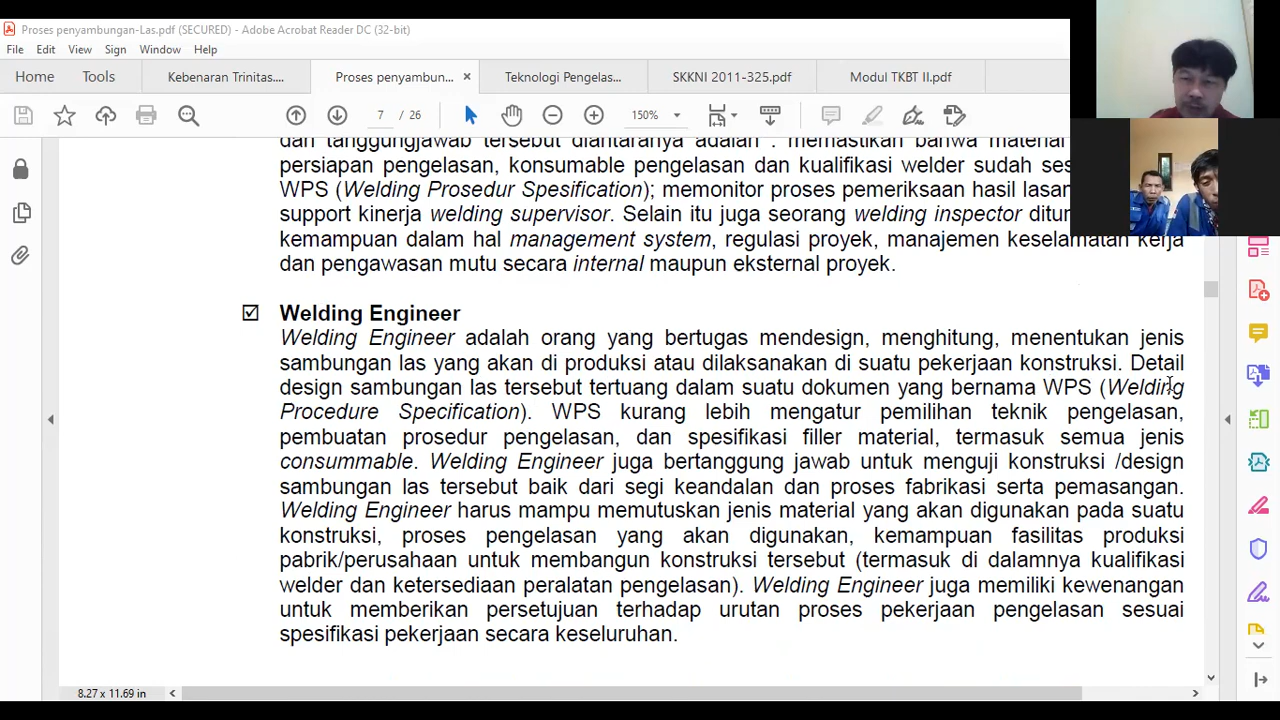 Proses penyambungan-Las.pdf (SECURED) - Adobe Acrobat Reader DC (32-bit)
File Edit View Sign Window Help
Home Tools Kebenaran Trinitas.... Proses penyambun... × Teknologi Pengelas... SKKNI 2011-325.pdf Modul TKBT II.pdf
7 / 26 150%
dan tanggungjawab tersebut diantaranya adalah : memastikan bahwa material
persiapan pengelasan, konsumable pengelasan dan kualifikasi welder sudah
WPS (Welding Prosedur Spesification); memonitor proses pemeriksaan hasil lasan
support kinerja welding supervisor. Selain itu juga seorang welding inspector
kemampuan dalam hal management system, regulasi proyek, manajemen keselamatan kerja
dan pengawasan mutu secara internal maupun eksternal proyek.
☑ Welding Engineer
Welding Engineer adalah orang yang bertugas mendesign, menghitung, menentukan jenis
sambungan las yang akan di produksi atau dilaksanakan di suatu pekerjaan konstruksi. Detail
design sambungan las tersebut tertuang dalam suatu dokumen yang bernama WPS (Welding
Procedure Specification). WPS kurang lebih mengatur pemilihan teknik pengelasan,
pembuatan prosedur pengelasan, dan spesifikasi filler material, termasuk semua jenis
consummable. Welding Engineer juga bertanggung jawab untuk menguji konstruksi /design
sambungan las tersebut baik dari segi keandalan dan proses fabrikasi serta pemasangan.
Welding Engineer harus mampu memutuskan jenis material yang akan digunakan pada suatu
konstruksi, proses pengelasan yang akan digunakan, kemampuan fasilitas produksi
pabrik/perusahaan untuk membangun konstruksi tersebut (termasuk di dalamnya kualifikasi
welder dan ketersediaan peralatan pengelasan). Welding Engineer juga memiliki kewenangan
untuk memberikan persetujuan terhadap urutan proses pekerjaan pengelasan sesuai
spesifikasi pekerjaan secara keseluruhan.
8.27 x 11.69 in